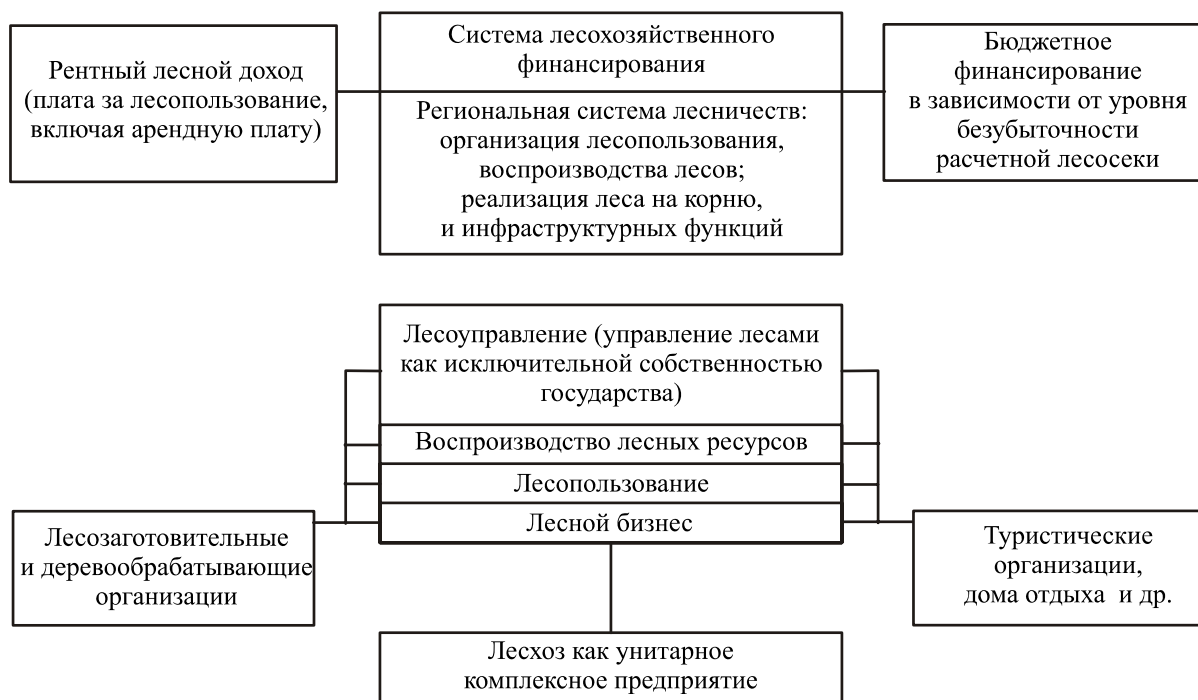 Рентный лесной доход
(плата за лесопользование,
включая арендную плату)
Система лесохозяйственного
финансирования
Региональная система лесничеств:
организация лесопользования,
воспроизводства лесов;
реализация леса на корню,
и инфраструктурных функций
Бюджетное
финансирование
в зависимости от уровня
безубыточности
расчетной лесосеки
Лесоуправление (управление лесами
как исключительной собственностью
государства)
Воспроизводство лесных ресурсов
Лесопользование
Лесной бизнес
Лесозаготовительные
и деревообрабатывающие
организации
Туристические
организации,
дома отдыха и др.
Лесхоз как унитарное
комплексное предприятие